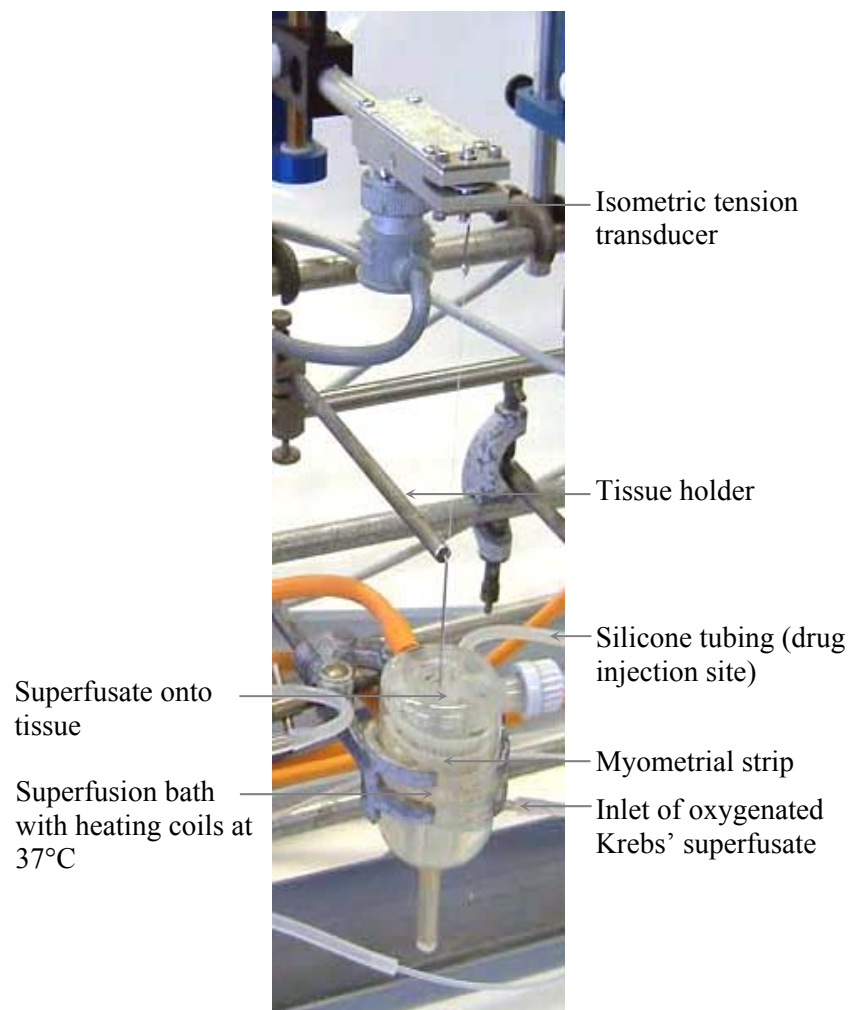 Isometric tension
transducer
Tissue holder
Silicone tubing (drug
injection site)
Superfusate onto
tissue
Myometrial strip
Superfusion bath
with heating coils at
37°C
Inlet of oxygenated
Krebs’ superfusate